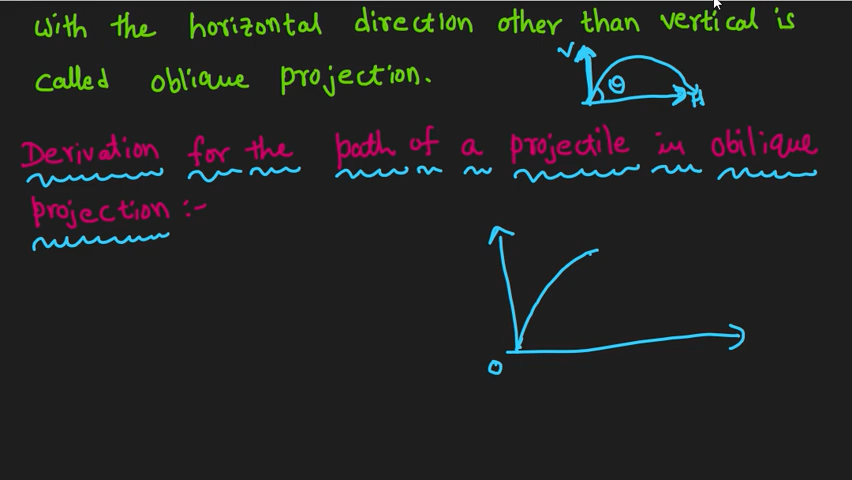 with the horizontal direction other than vertical is
called oblique projection.
V
θ
H
Derivation for the path of a projectile in obilique
projection :-
O